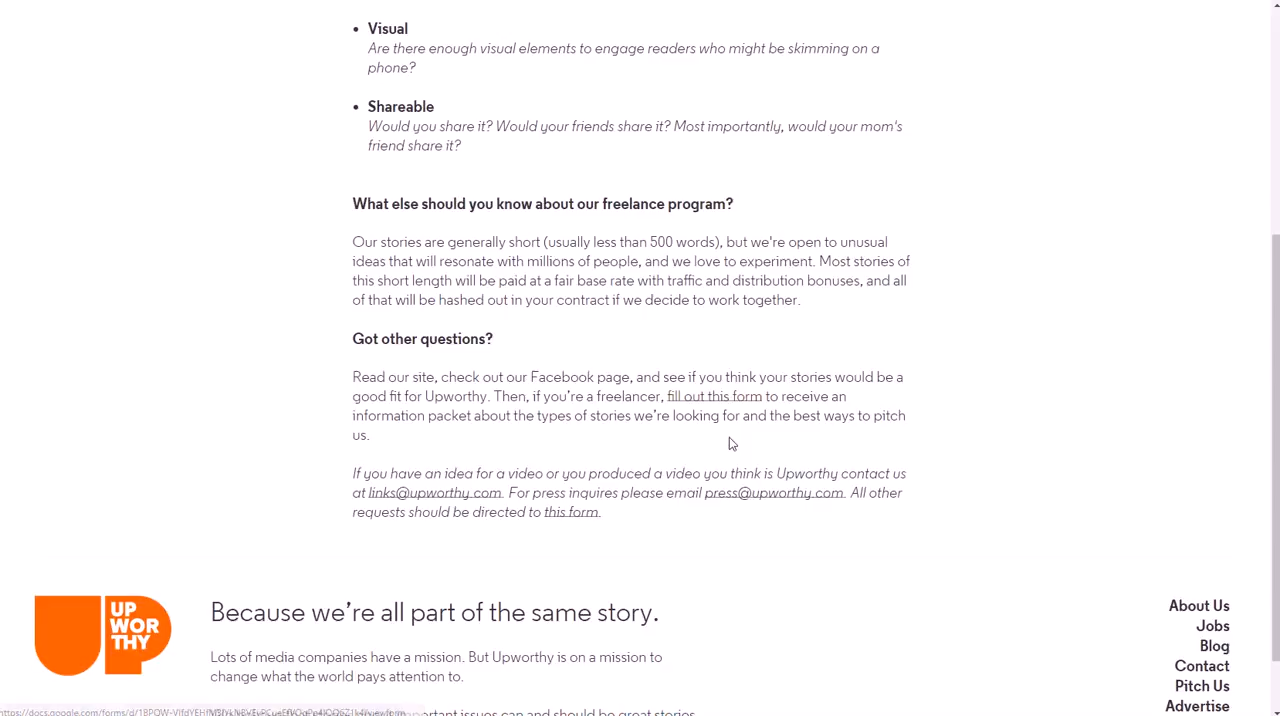 Visual
Are there enough visual elements to engage readers who might be skimming on a
phone?
Shareable
Would you share it? Would your friends share it? Most importantly, would your mom's
friend share it?
What else should you know about our freelance program?
Our stories are generally short (usually less than 500 words), but we're open to unusual
ideas that will resonate with millions of people, and we love to experiment. Most stories of
this short length will be paid at a fair base rate with traffic and distribution bonuses, and all
of that will be hashed out in your contract if we decide to work together.
Got other questions?
Read our site, check out our Facebook page, and see if you think your stories would be a
good fit for Upworthy. Then, if you’re a freelancer, fill out this form to receive an
information packet about the types of stories we’re looking for and the best ways to pitch
us.
If you have an idea for a video or you produced a video you think is Upworthy contact us
at links@upworthy.com. For press inquires please email press@upworthy.com. All other
requests should be directed to this form.
UP
WOR
THY
Because we’re all part of the same story.
Lots of media companies have a mission. But Upworthy is on a mission to
change what the world pays attention to.
About Us
Jobs
Blog
Contact
Pitch Us
Advertise
issues can and should be great stories